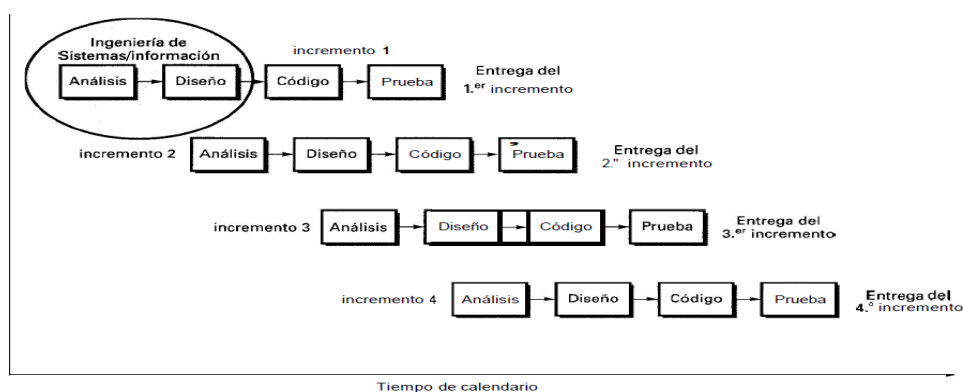 Ingeniería de
Sistemas/información
incremento 1
Análisis
Diseño
Código
Prueba
Entrega del
1.er incremento
incremento 2
Análisis
Diseño
Código
Prueba
Entrega del
2." incremento
incremento 3
Análisis
Diseño
Código
Prueba
Entrega del
3.er incremento
incremento 4
Análisis
Diseño
Código
Prueba
Entrega del
4.° incremento
Tiempo de calendario